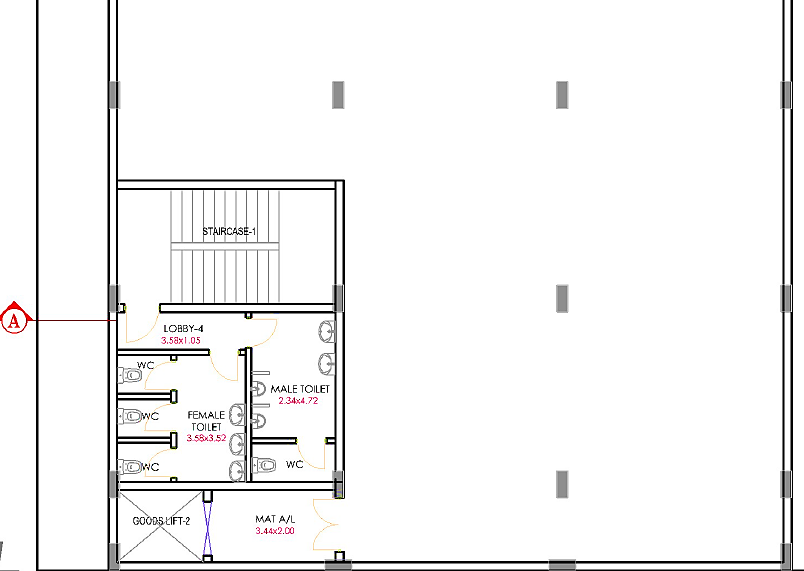 STAIRCASE-1
A
LOBBY-4
3.58x1.05
WC
MALE TOILET
2.34x4.72
WC
FEMALE
TOILET
3.58x3.52
WC
WC
GOODS LIFT-2
MAT A/L
3.44x2.00